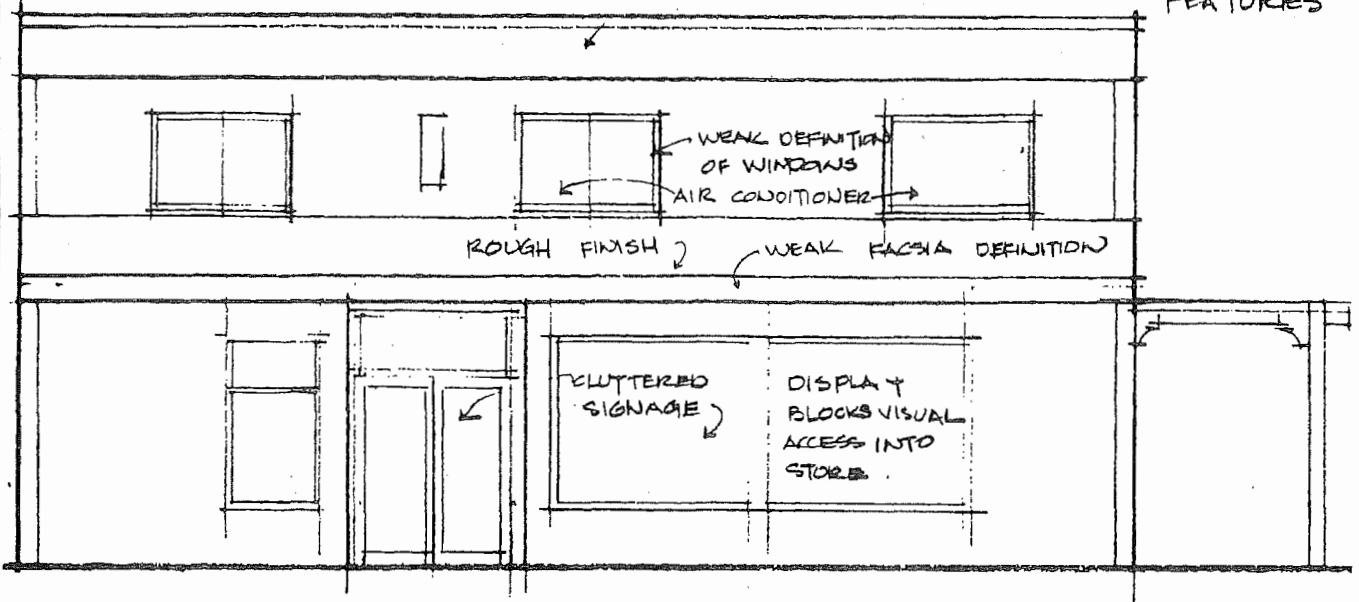 FEATURES
WEAK DEFINITION
OF WINDOWS
AIR CONDITIONER
ROUGH FINISH
WEAK FACSIA DEFINITION
CLUTTERED
SIGNAGE
DISPLAY
BLOCKS VISUAL
ACCESS INTO
STORE.